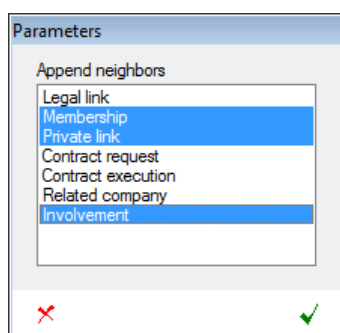 Parameters
Append neighbors
Legal link
Membership
Private link
Contract request
Contract execution
Related company
Involvement